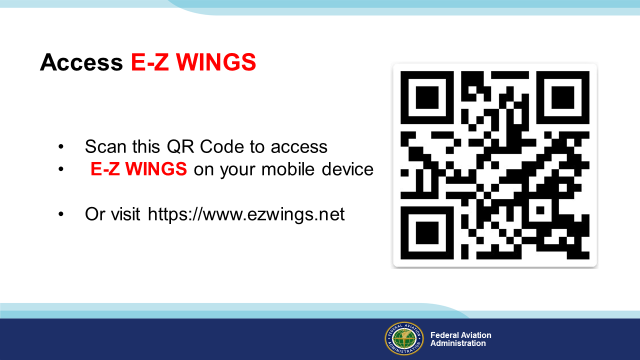 Access E-Z WINGS
• Scan this QR Code to access
• E-Z WINGS on your mobile device
• Or visit https://www.ezwings.net
Federal Aviation
Administration